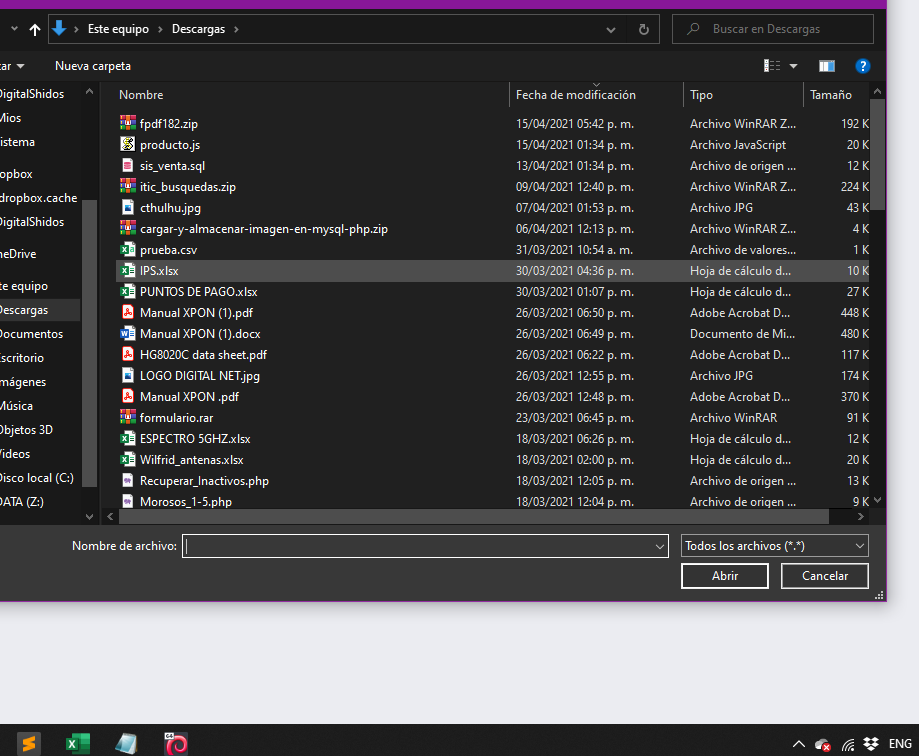 Este equipo > Descargas >
Buscar en Descargas
ar
Nueva carpeta
?
DigitalShidos
Mios
istema
opbox
dropbox.cache
DigitalShidos
neDrive
te equipo
Descargas
Documentos
scritorio
mágenes
Música
Objetos 3D
Videos
Disco local (C:)
DATA (Z:)
Nombre Fecha de modificación Tipo Tamaño
fpdf182.zip 15/04/2021 05:42 p. m. Archivo WinRAR Z... 192 K
producto.js 15/04/2021 01:34 p. m. Archivo JavaScript 20 K
sis_venta.sql 13/04/2021 01:34 p. m. Archivo de origen ... 12 K
itic_busquedas.zip 09/04/2021 12:40 p. m. Archivo WinRAR Z... 224 K
cthulhu.jpg 07/04/2021 01:53 p. m. Archivo JPG 43 K
cargar-y-almacenar-imagen-en-mysql-php.zip 06/04/2021 12:13 p. m. Archivo WinRAR Z... 4 K
prueba.csv 31/03/2021 10:54 a. m. Archivo de valores... 1 K
IPS.xlsx 30/03/2021 04:36 p. m. Hoja de cálculo d... 10 K
PUNTOS DE PAGO.xlsx 30/03/2021 01:07 p. m. Hoja de cálculo d... 27 K
Manual XPON (1).pdf 26/03/2021 06:50 p. m. Adobe Acrobat D... 448 K
Manual XPON (1).docx 26/03/2021 06:49 p. m. Documento de Mi... 480 K
HG8020C data sheet.pdf 26/03/2021 06:22 p. m. Adobe Acrobat D... 117 K
LOGO DIGITAL NET.jpg 26/03/2021 12:55 p. m. Archivo JPG 174 K
Manual XPON .pdf 26/03/2021 12:48 p. m. Adobe Acrobat D... 370 K
formulario.rar 23/03/2021 06:45 p. m. Archivo WinRAR 91 K
ESPECTRO 5GHZ.xlsx 18/03/2021 06:26 p. m. Hoja de cálculo d... 12 K
Wilfrid_antenas.xlsx 18/03/2021 02:00 p. m. Hoja de cálculo d... 20 K
Recuperar_Inactivos.php 18/03/2021 12:05 p. m. Archivo de origen ... 13 K
Morosos_1-5.php 18/03/2021 12:04 p. m. Archivo de origen ... 9 K
Nombre de archivo:
Todos los archivos (*.*)
Abrir
Cancelar
ENG